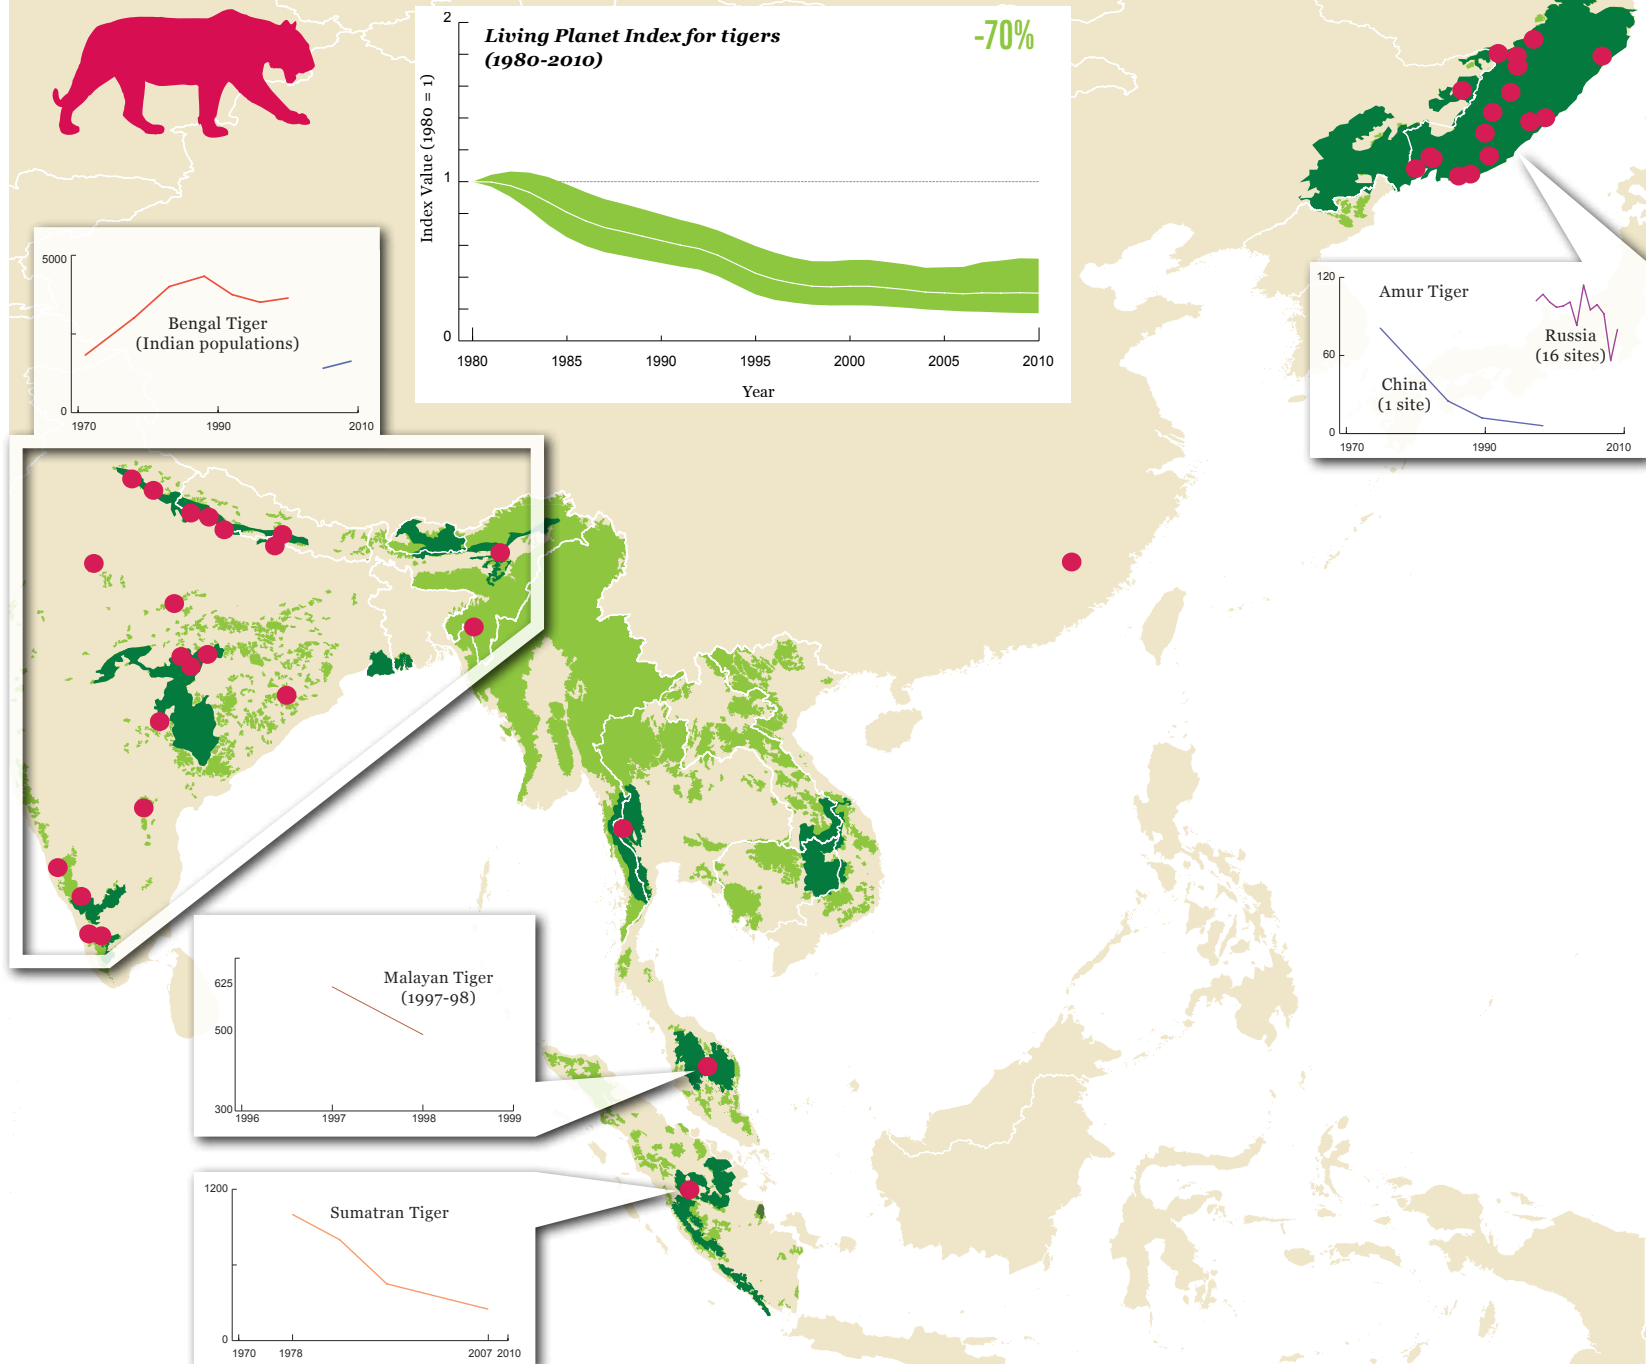 Living Planet Index for tigers
(1980-2010)
-70%
Index Value (1980 = 1)
2
1
0
1980 1985 1990 1995 2000 2005 2010
Year
5000
0
Bengal Tiger
(Indian populations)
1970 1990 2010
120
60
0
Amur Tiger
Russia
(16 sites)
China
(1 site)
1970 1990 2010
625
500
300
Malayan Tiger
(1997-98)
1996 1997 1998 1999
1200
0
Sumatran Tiger
1970 1978 2007 2010